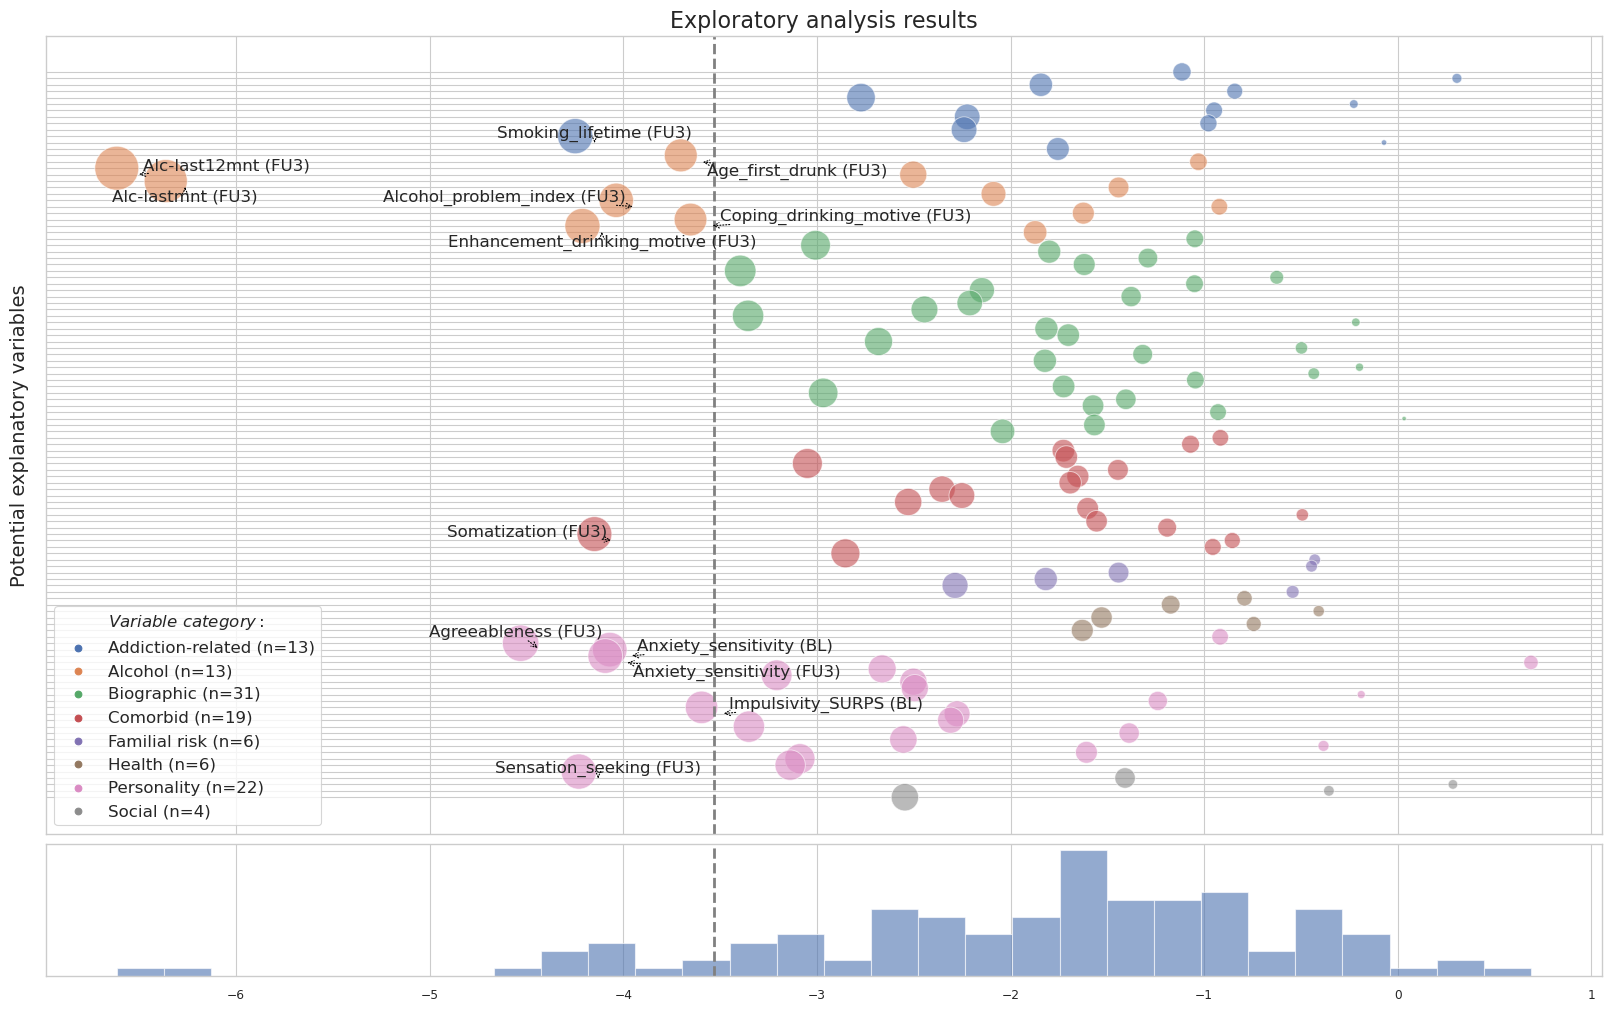 Exploratory analysis results
Potential explanatory variables
Smoking_lifetime (FU3)
Alc-last12mnt (FU3)
Age_first_drunk (FU3)
Alc-lastmnt (FU3)
Alcohol_problem_index (FU3)
Coping_drinking_motive (FU3)
Enhancement_drinking_motive (FU3)
Somatization (FU3)
Agreeableness (FU3)
Anxiety_sensitivity (BL)
Anxiety_sensitivity (FU3)
Impulsivity_SURPS (BL)
Sensation_seeking (FU3)
Variable category:
Addiction-related (n=13)
Alcohol (n=13)
Biographic (n=31)
Comorbid (n=19)
Familial risk (n=6)
Health (n=6)
Personality (n=22)
Social (n=4)
−6 −5 −4 −3 −2 −1 0 1